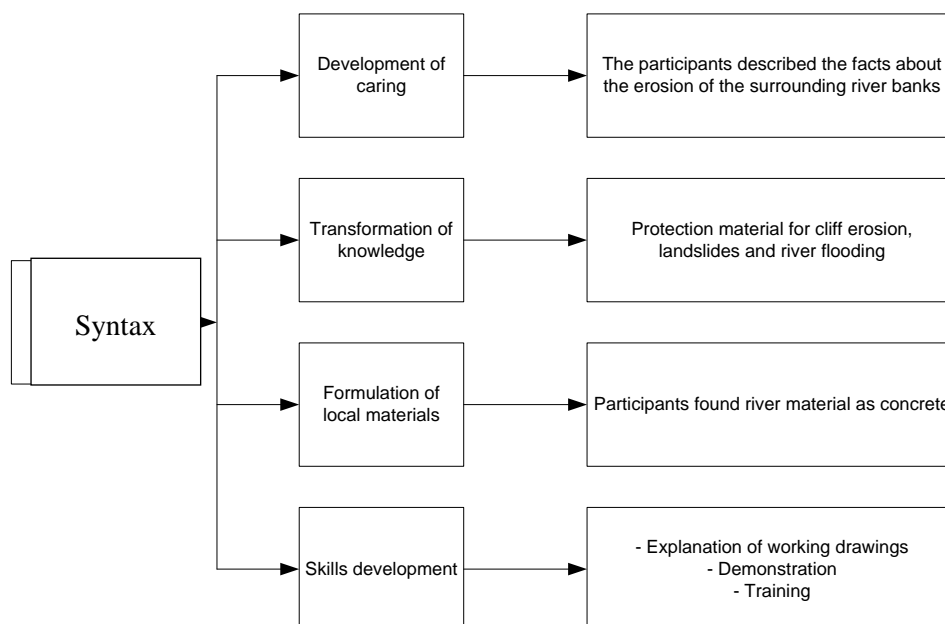 Syntax
Development of
caring
The participants described the facts about
the erosion of the surrounding river banks
Transformation of
knowledge
Protection material for cliff erosion,
landslides and river flooding
Formulation of
local materials
Participants found river material as concrete
Skills development
- Explanation of working drawings
- Demonstration
- Training